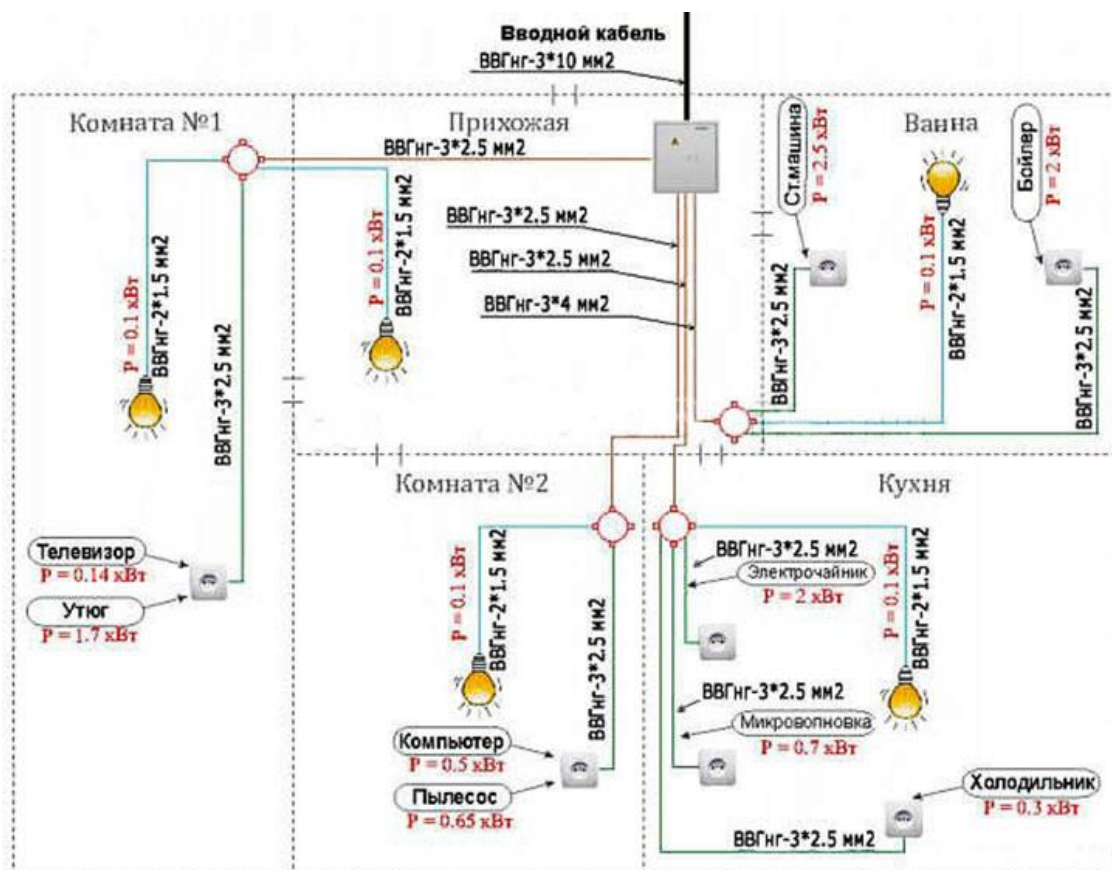 Вводной кабель
ВВГнг-3*10 мм2
Комната №1
Прихожая
Ванна
ВВГнг-3*2.5 мм2
Ст.машина
P = 2.5 кВт
Бойлер
P = 2 кВт
P = 0.1 кВт
ВВГнг-2*1.5 мм2
ВВГнг-3*2.5 мм2
P = 0.1 кВт
ВВГнг-2*1.5 мм2
ВВГнг-3*2.5 мм2
ВВГнг-3*2.5 мм2
ВВГнг-3*4 мм2
ВВГнг-3*2.5 мм2
P = 0.1 кВт
ВВГнг-2*1.5 мм2
ВВГнг-3*2.5 мм2
Комната №2
Кухня
Телевизор
P = 0.14 кВт
Утюг
P = 1.7 кВт
P = 0.1 кВт
ВВГнг-2*1.5 мм2
ВВГнг-3*2.5 мм2
Компьютер
P = 0.5 кВт
Пылесос
P = 0.65 кВт
ВВГнг-3*2.5 мм2
Электрочайник
P = 2 кВт
P = 0.1 кВт
ВВГнг-2*1.5 мм2
ВВГнг-3*2.5 мм2
Микроволновка
P = 0.7 кВт
Холодильник
P = 0.3 кВт
ВВГнг-3*2.5 мм2